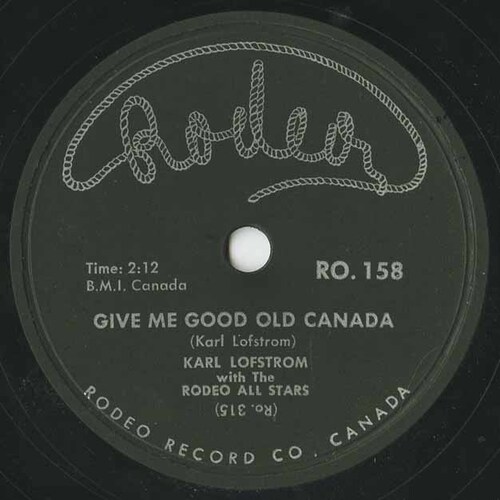 Rodeo
Time: 2:12
B.M.I. Canada
RO. 158
GIVE ME GOOD OLD CANADA
(Karl Lofstrom)
KARL LOFSTROM
with The
RODEO ALL STARS
(Ro. 315)
RODEO RECORD CO. CANADA